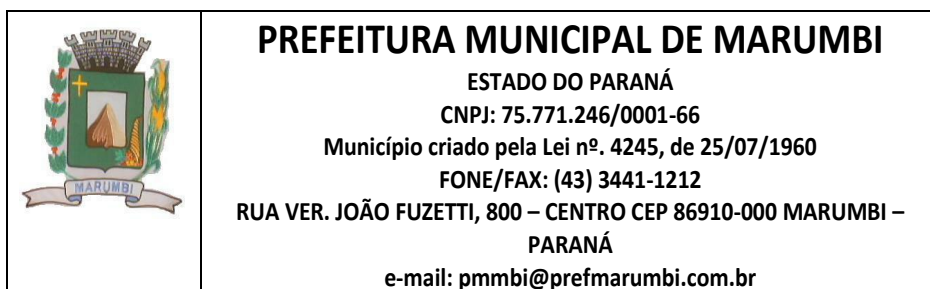 MARUMBI
PREFEITURA MUNICIPAL DE MARUMBI
ESTADO DO PARANÁ
CNPJ: 75.771.246/0001-66
Município criado pela Lei nº. 4245, de 25/07/1960
FONE/FAX: (43) 3441-1212
RUA VER. JOÃO FUZETTI, 800 – CENTRO CEP 86910-000 MARUMBI –
PARANÁ
e-mail: pmmbi@prefmarumbi.com.br